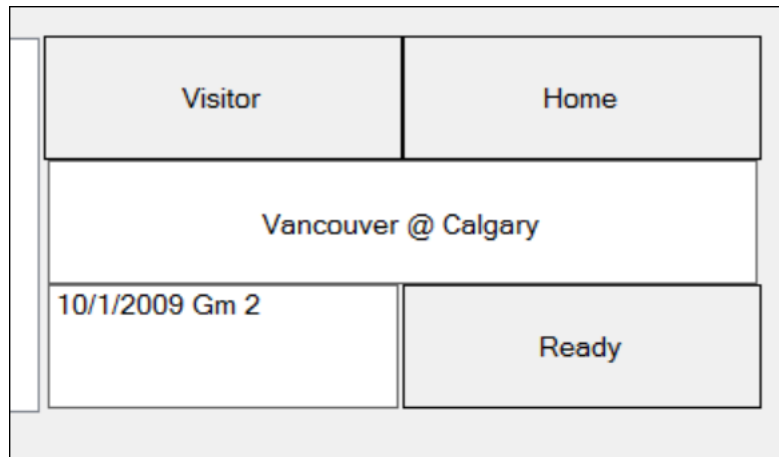 Visitor
Home
Vancouver @ Calgary
10/1/2009 Gm 2
Ready